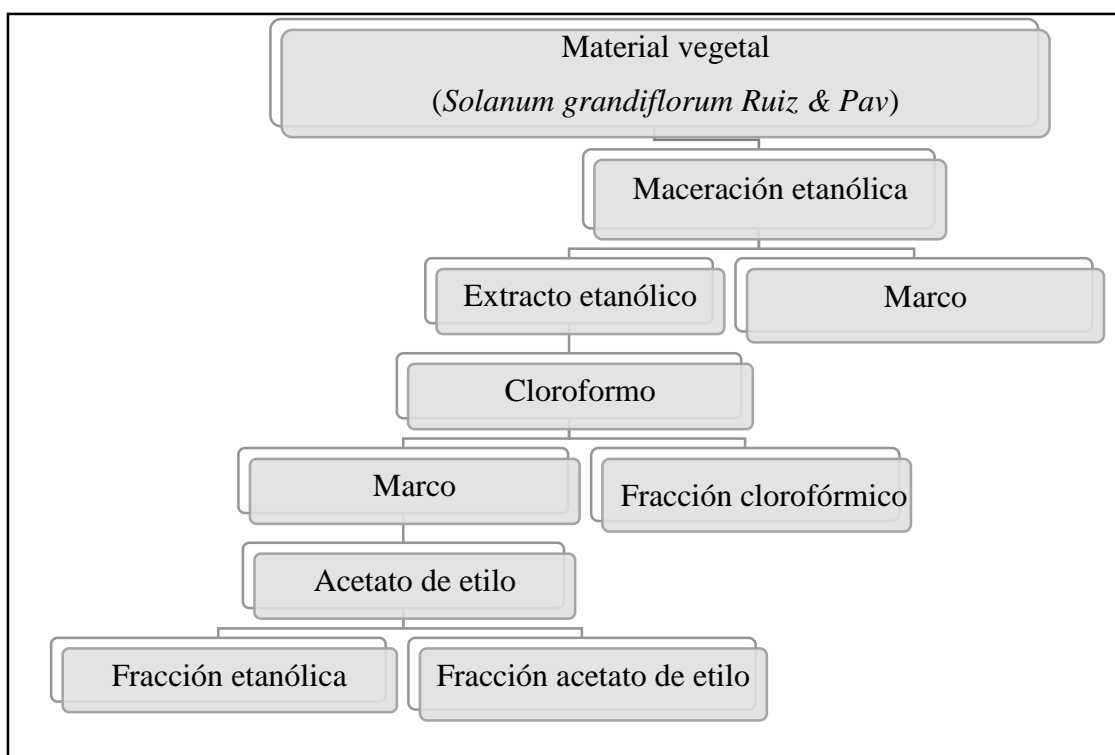 Material vegetal
(Solanum grandiflorum Ruiz & Pav)
Maceración etanólica
Extracto etanólico
Marco
Cloroformo
Marco
Fracción clorofórmico
Acetato de etilo
Fracción etanólica
Fracción acetato de etilo